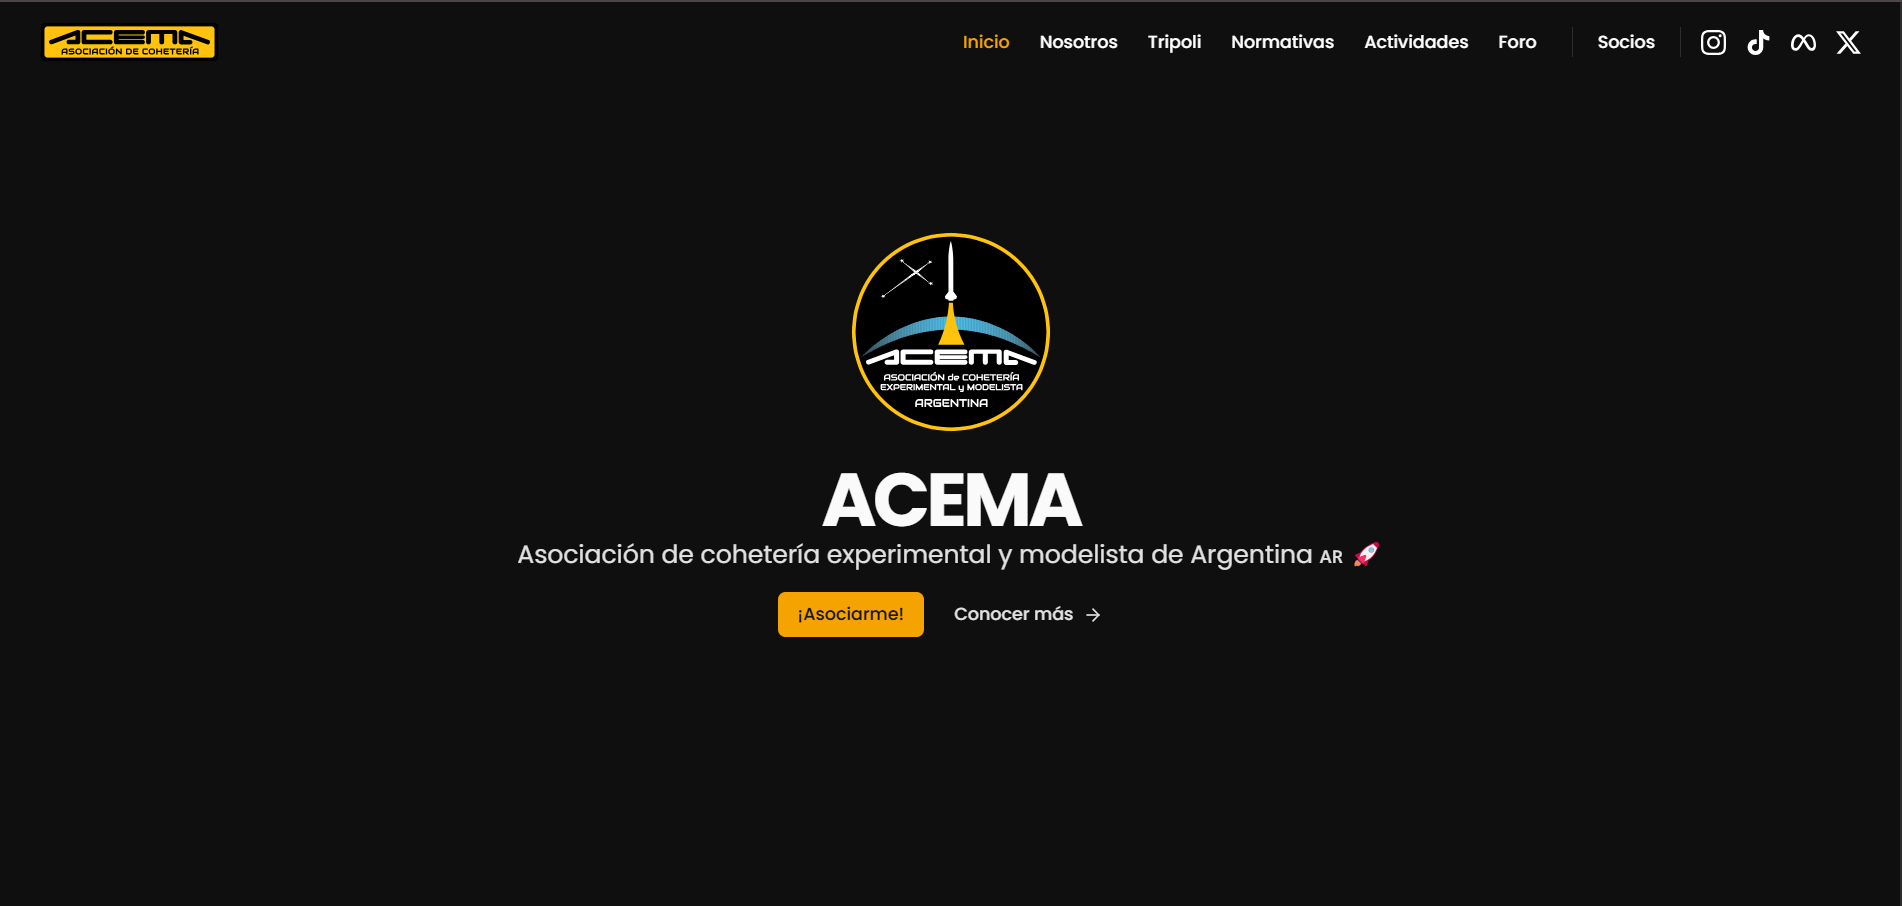 ACEMA
ASOCIACIÓN DE COHETERÍA
Inicio Nosotros Tripoli Normativas Actividades Foro Socios
ACEMA
ASOCIACIÓN de COHETERÍA
EXPERIMENTAL y MODELISTA
ARGENTINA
ACEMA
Asociación de cohetería experimental y modelista de Argentina AR 🚀
¡Asociarme! Conocer más →